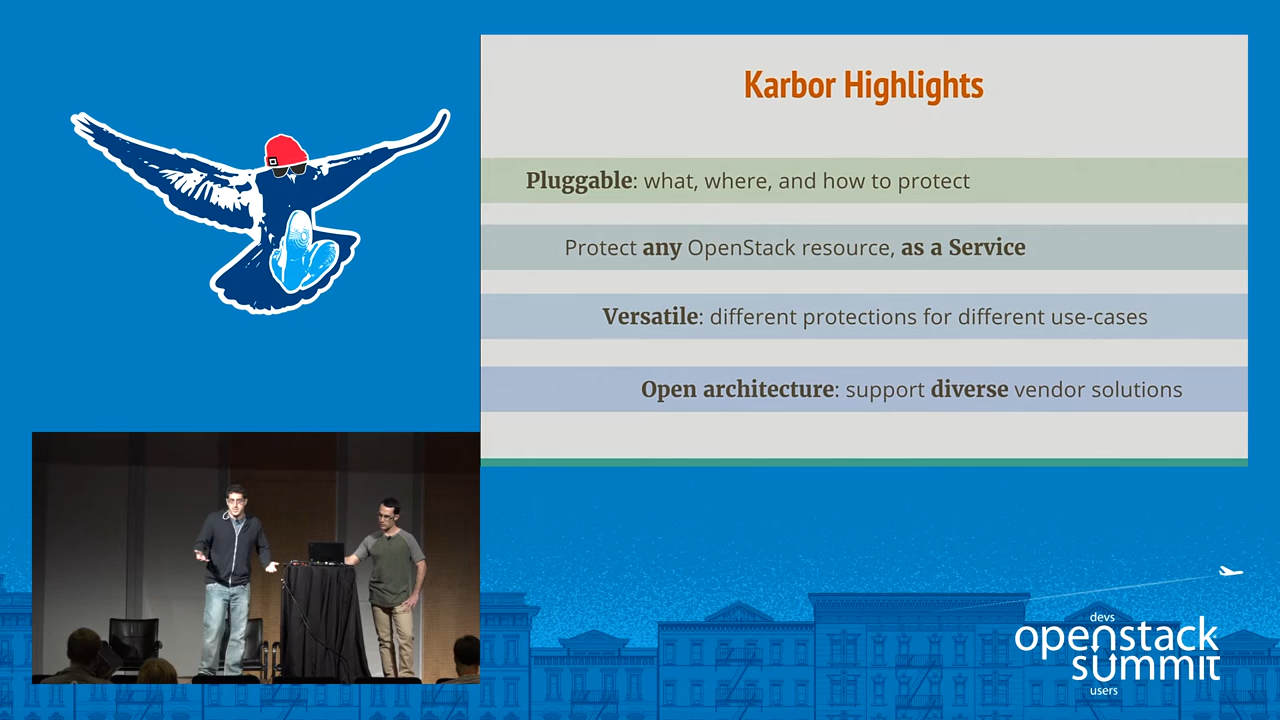 Karbor Highlights
Pluggable: what, where, and how to protect
Protect any OpenStack resource, as a Service
Versatile: different protections for different use-cases
Open architecture: support diverse vendor solutions
devs
openstack
summit
users